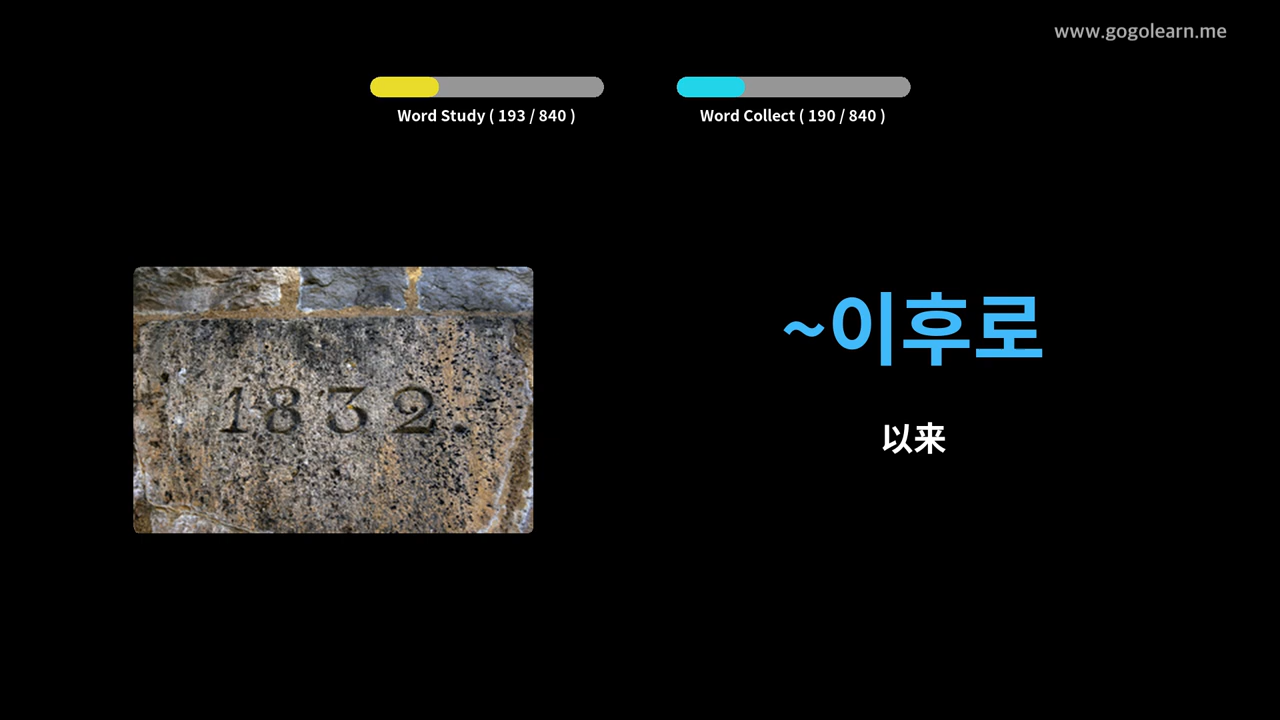 www.gogolearn.me
Word Study ( 193 / 840 )
Word Collect ( 190 / 840 )
1832.
~이후로
以来